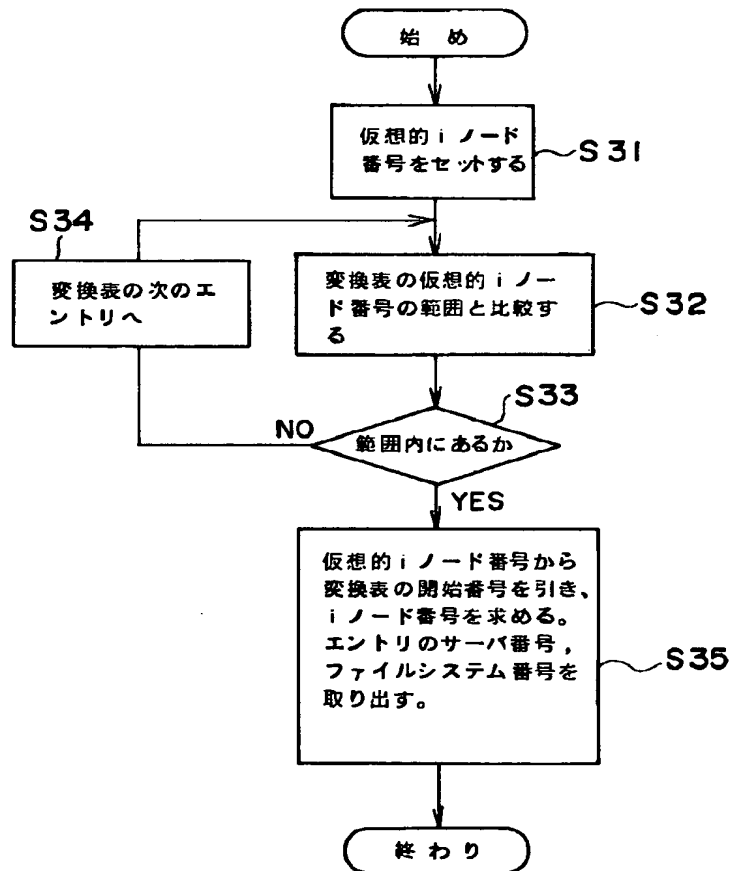 始め
仮想的iノード
番号をセットする
S31
S34
変換表の次のエ
ントリへ
変換表の仮想的iノー
ド番号の範囲と比較す
る
S32
S33
NO
範囲内にあるか
YES
仮想的iノード番号から
変換表の開始番号を引き、
iノード番号を求める。
エントリのサーバ番号，
ファイルシステム番号を
取り出す。
S35
終わり